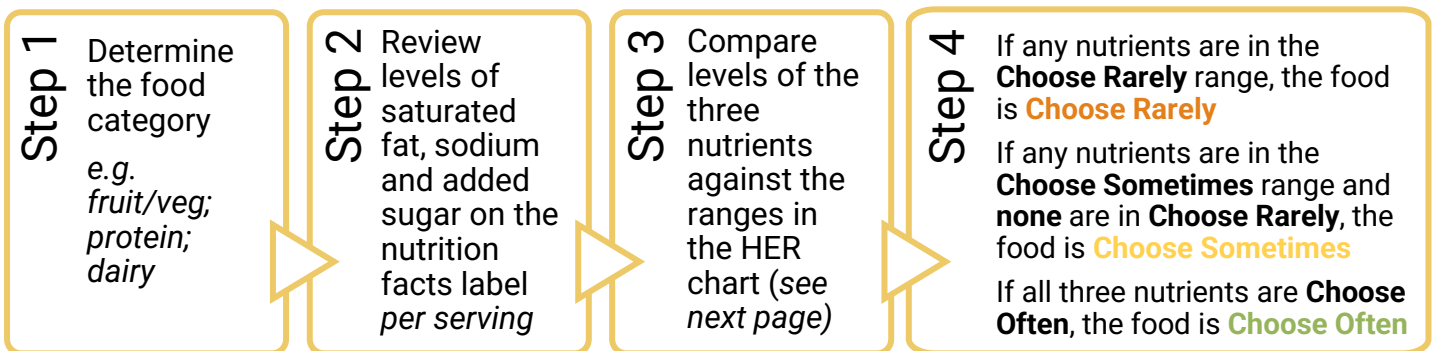 Step 1
Determine
the food
category
e.g.
fruit/veg;
protein;
dairy
Step 2
Review
levels of
saturated
fat, sodium
and added
sugar on the
nutrition
facts label
per serving
Step 3
Compare
levels of the
three
nutrients
against the
ranges in
the HER
chart (see
next page)
Step 4
If any nutrients are in the
Choose Rarely range, the food
is Choose Rarely
If any nutrients are in the
Choose Sometimes range and
none are in Choose Rarely, the
food is Choose Sometimes
If all three nutrients are Choose
Often, the food is Choose Often